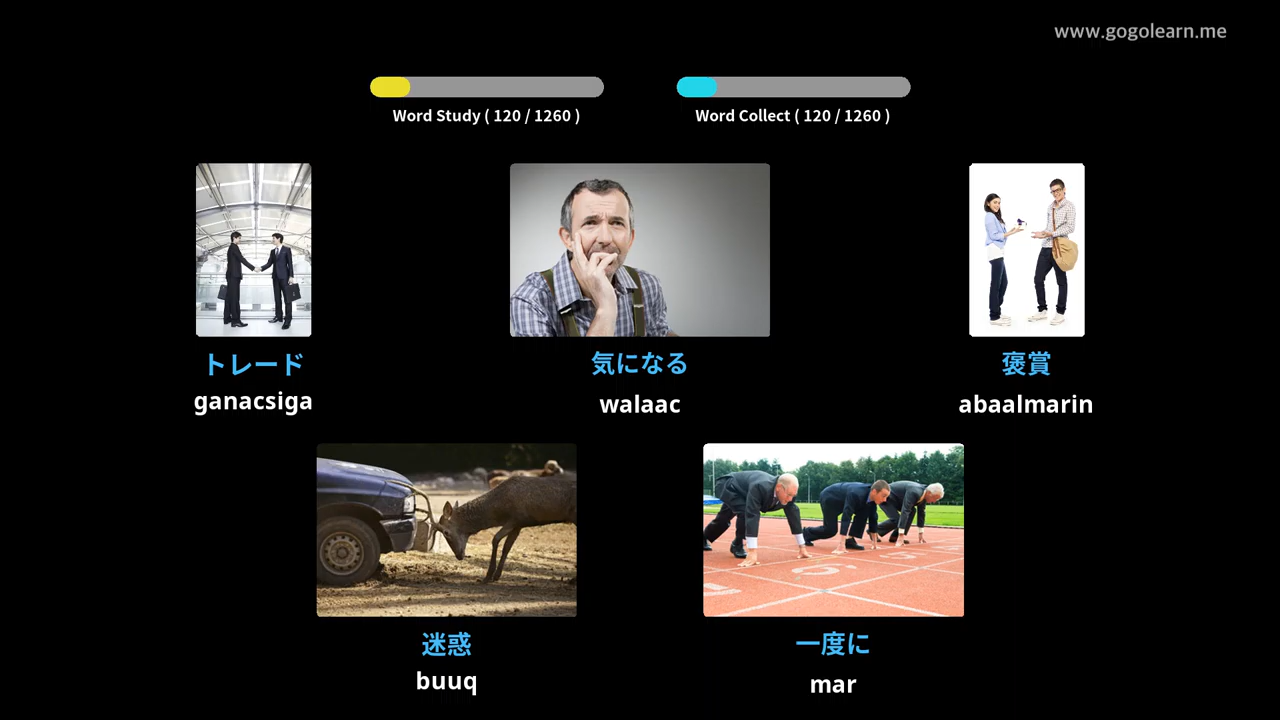 www.gogolearn.me
Word Study ( 120 / 1260 )
Word Collect ( 120 / 1260 )
トレード
ganacsiga
気になる
walaac
褒賞
abaalmarin
迷惑
buuq
一度に
mar